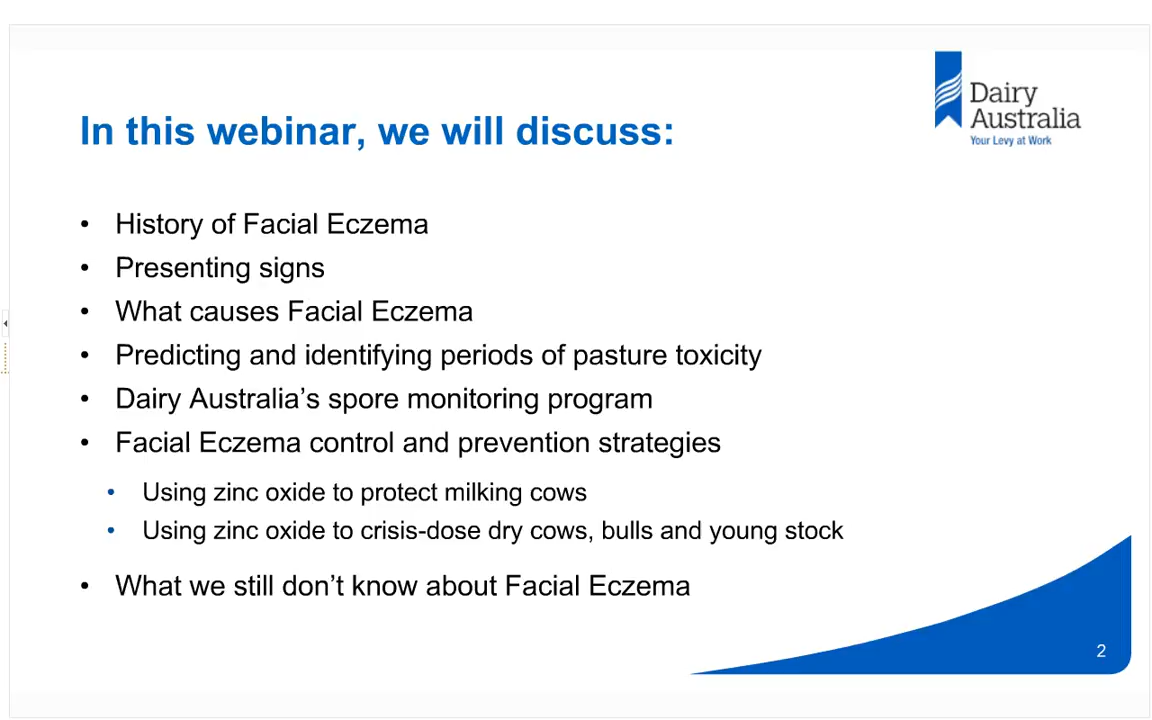 Dairy
Australia
Your Levy at Work
In this webinar, we will discuss:
• History of Facial Eczema
• Presenting signs
• What causes Facial Eczema
• Predicting and identifying periods of pasture toxicity
• Dairy Australia’s spore monitoring program
• Facial Eczema control and prevention strategies
• Using zinc oxide to protect milking cows
• Using zinc oxide to crisis-dose dry cows, bulls and young stock
• What we still don’t know about Facial Eczema
2